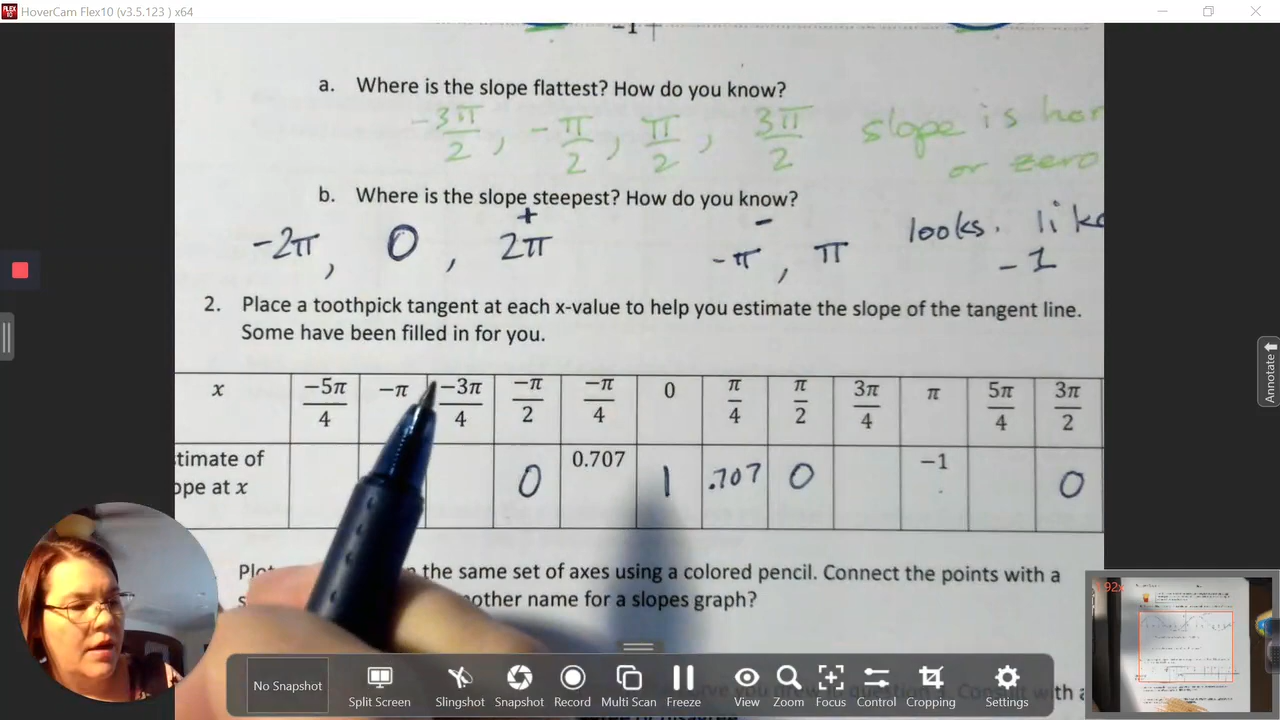 HoverCam Flex10 (v3.5.123) x64
-1
a. Where is the slope flattest? How do you know?
-3π/2, -π/2, π/2, 3π/2 slope is hor
or zero
b. Where is the slope steepest? How do you know?
+ -
-2π, 0, 2π -π, π looks. like
-1
2. Place a toothpick tangent at each x-value to help you estimate the slope of the tangent line.
Some have been filled in for you.
x -5π/4 -π -3π/4 -π/2 -π/4 0 π/4 π/2 3π/4 π 5π/4 3π/2
timate of
ope at x 0 0.707 1 .707 0 -1 0
Plot the same set of axes using a colored pencil. Connect the points with a
other name for a slopes graph?
No Snapshot
Split Screen Slingshot Snapshot Record Multi Scan Freeze View Zoom Focus Control Cropping Settings
Annotate